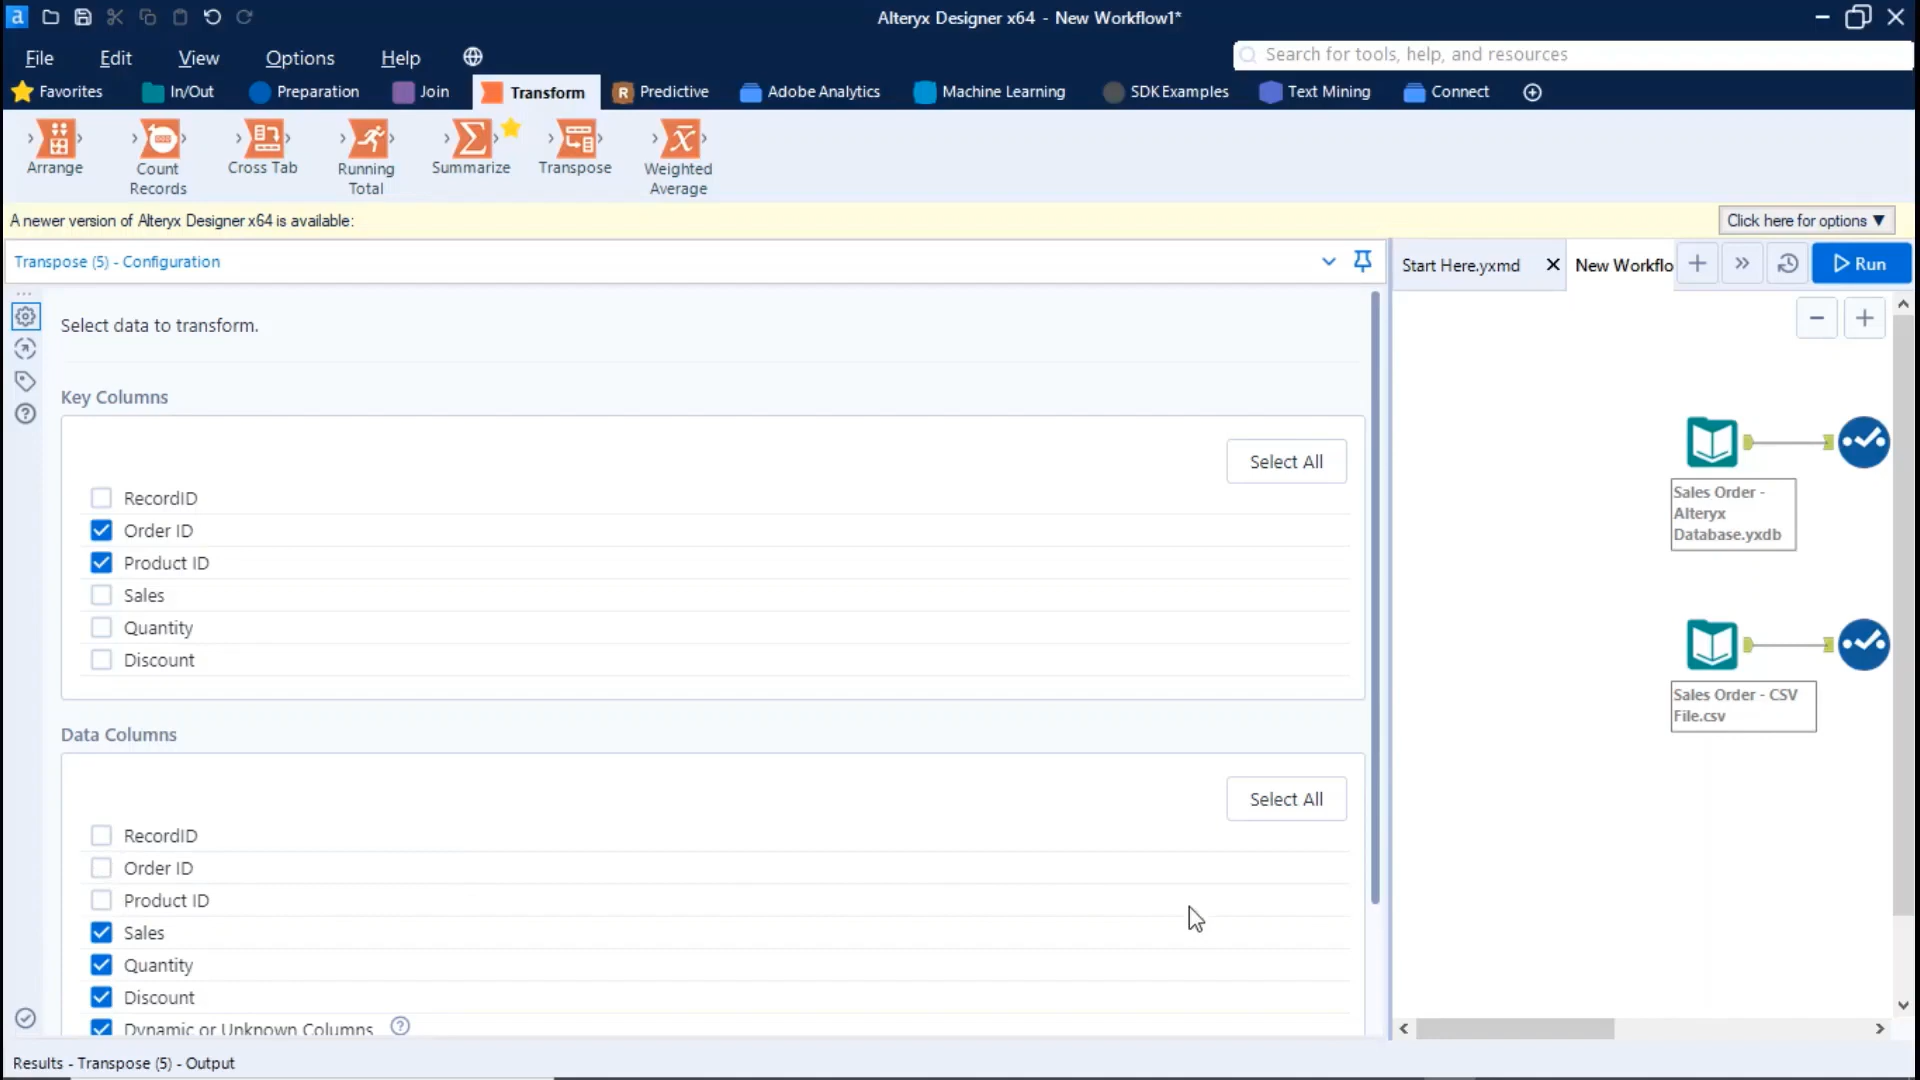 Alteryx Designer x64 - New Workflow1*
File Edit View Options Help
Search for tools, help, and resources
Favorites In/Out Preparation Join Transform Predictive Adobe Analytics Machine Learning SDK Examples Text Mining Connect
Arrange
Count
Records
Cross Tab
Running
Total
Summarize
Transpose
Weighted
Average
A newer version of Alteryx Designer x64 is available:
Click here for options ▼
Transpose (5) - Configuration
Start Here.yxmd
New Workflo
Run
Select data to transform.
Key Columns
Select All
RecordID
Order ID
Product ID
Sales
Quantity
Discount
Data Columns
Select All
RecordID
Order ID
Product ID
Sales
Quantity
Discount
Dynamic or Unknown Columns
Sales Order -
Alteryx
Database.yxdb
Sales Order - CSV
File.csv
Results - Transpose (5) - Output